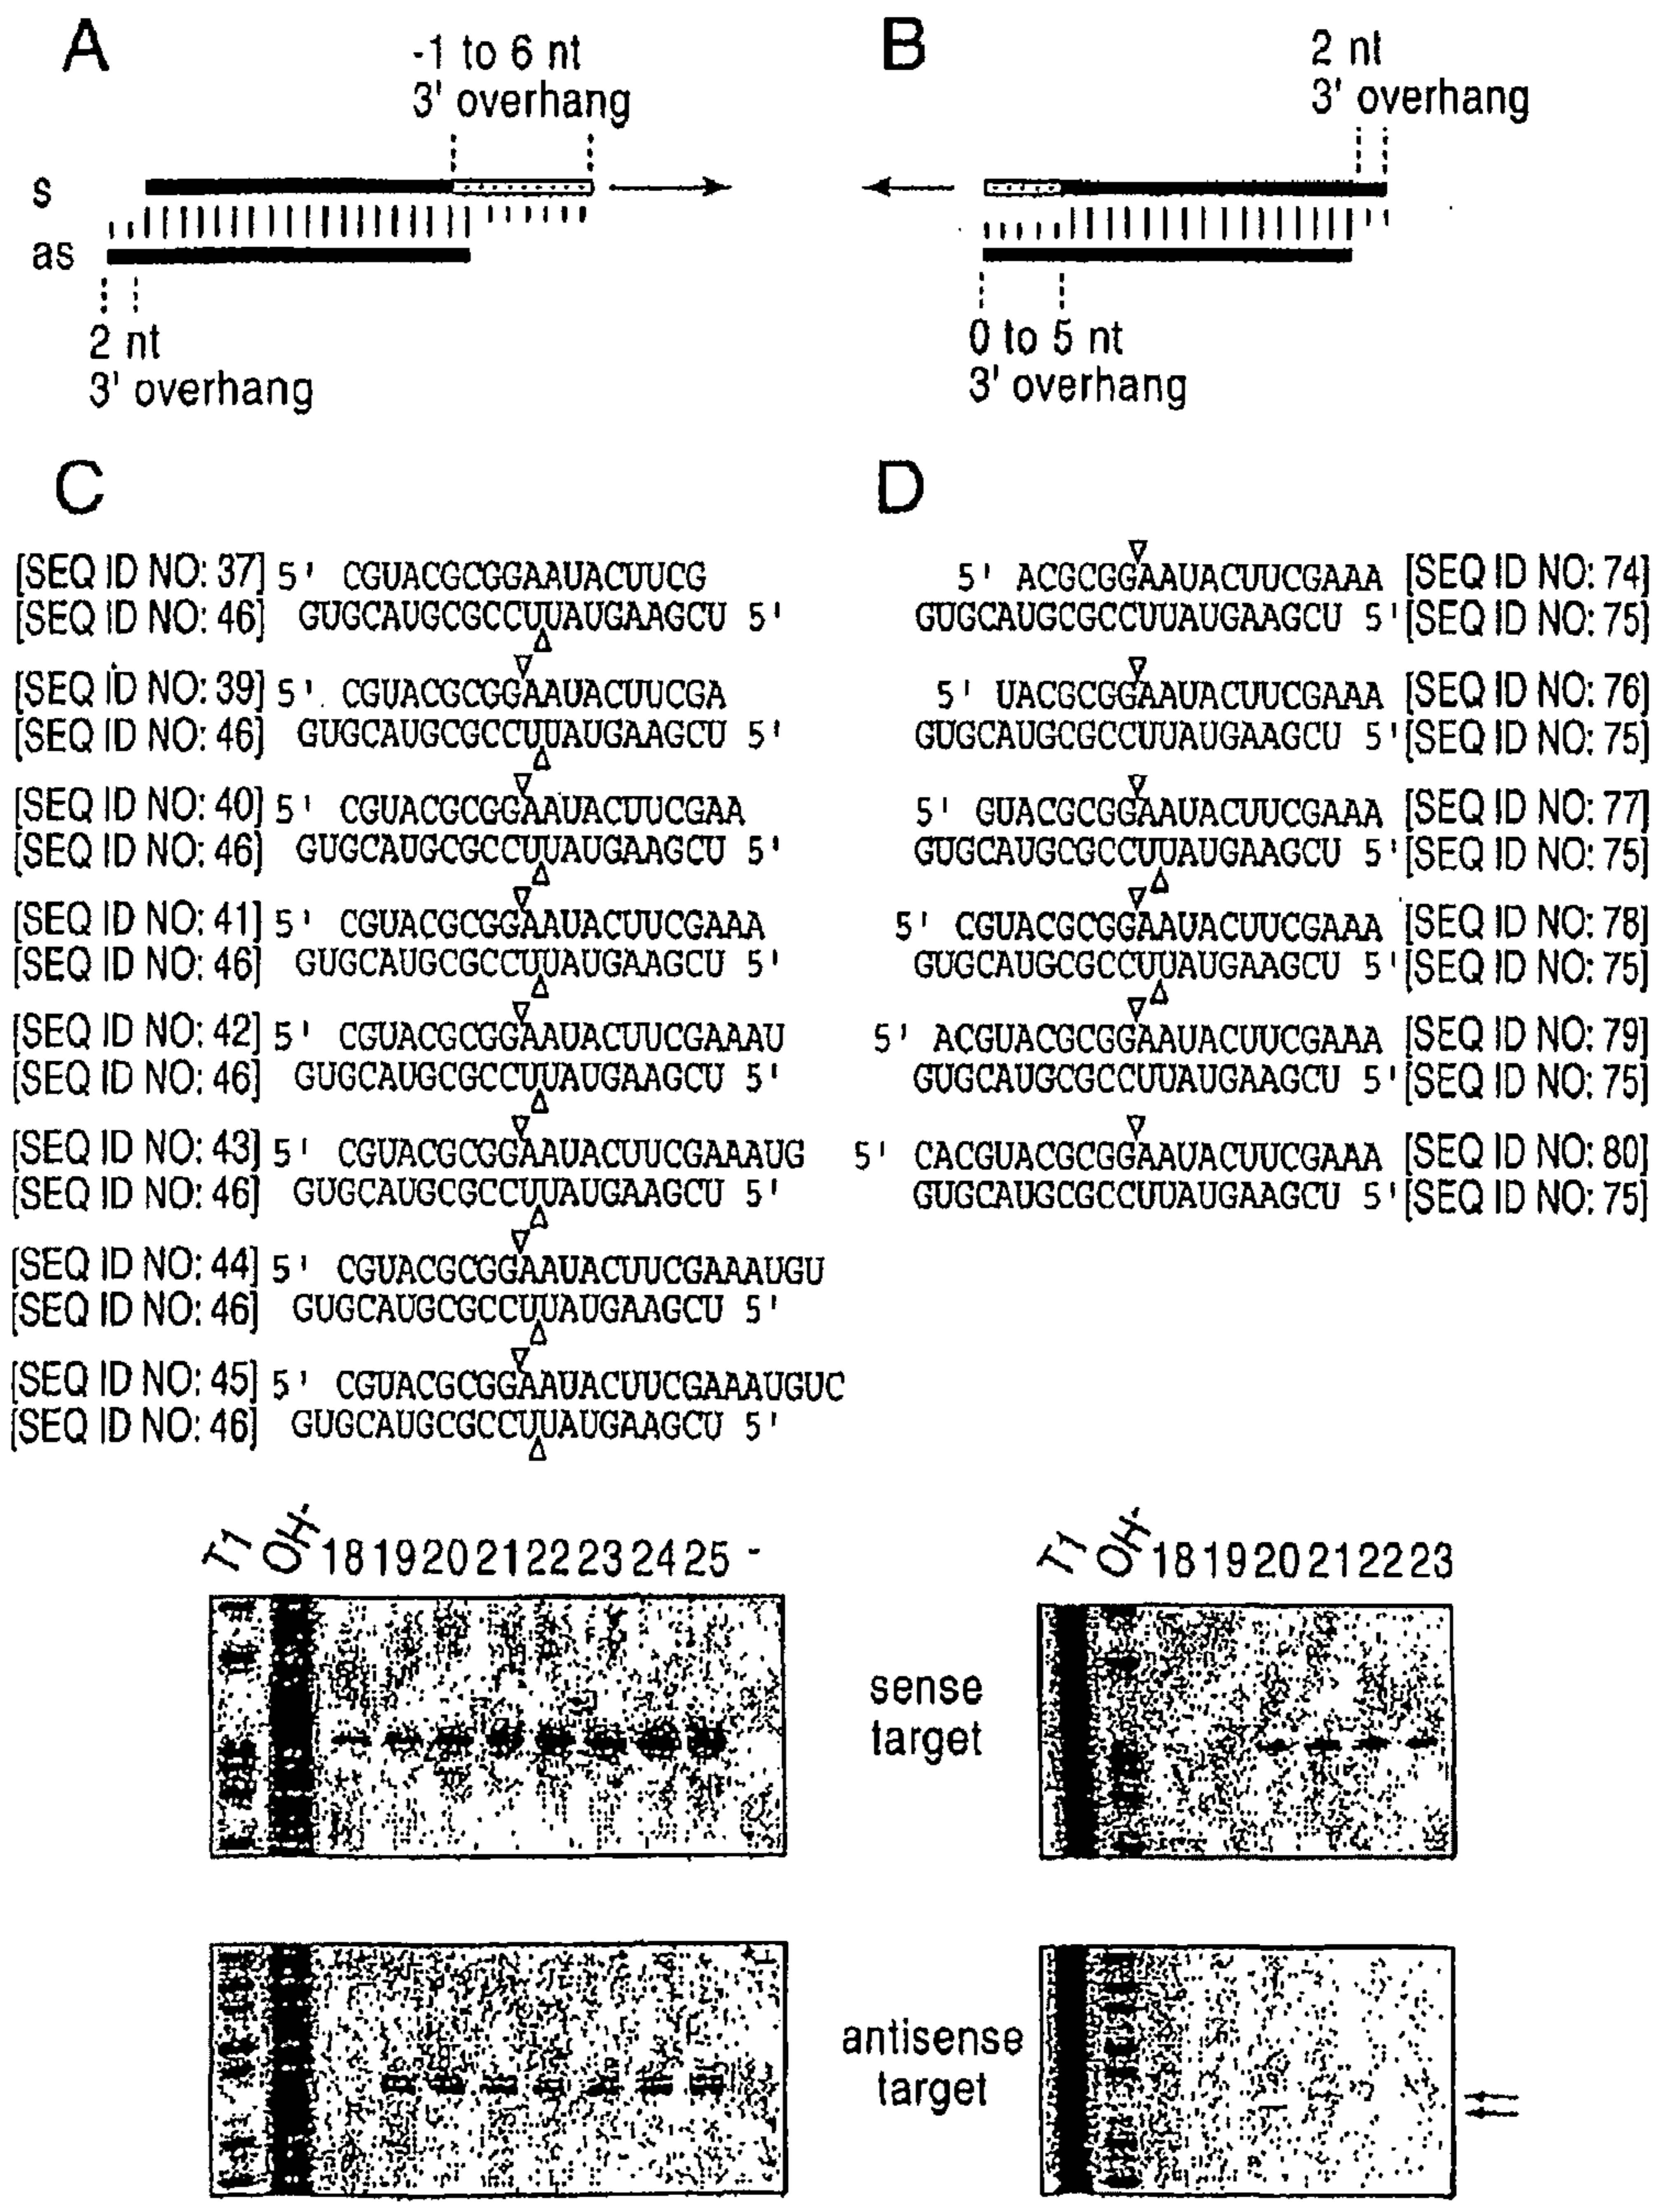 A
-1 to 6 nt
3' overhang
s
as
2 nt
3' overhang
B
2 nt
3' overhang
0 to 5 nt
3' overhang
C
[SEQ ID NO: 37] 5' CGUACGCGGAAUACUUCG
[SEQ ID NO: 46] GUGCAUGCGCCUUAUGAAGCU 5'
[SEQ ID NO: 39] 5' CGUACGCGGAAUACUUCGA
[SEQ ID NO: 46] GUGCAUGCGCCUUAUGAAGCU 5'
[SEQ ID NO: 40] 5' CGUACGCGGAAUACUUCGAA
[SEQ ID NO: 46] GUGCAUGCGCCUUAUGAAGCU 5'
[SEQ ID NO: 41] 5' CGUACGCGGAAUACUUCGAAA
[SEQ ID NO: 46] GUGCAUGCGCCUUAUGAAGCU 5'
[SEQ ID NO: 42] 5' CGUACGCGGAAUACUUCGAAAU
[SEQ ID NO: 46] GUGCAUGCGCCUUAUGAAGCU 5'
[SEQ ID NO: 43] 5' CGUACGCGGAAUACUUCGAAAUG
[SEQ ID NO: 46] GUGCAUGCGCCUUAUGAAGCU 5'
[SEQ ID NO: 44] 5' CGUACGCGGAAUACUUCGAAAUGU
[SEQ ID NO: 46] GUGCAUGCGCCUUAUGAAGCU 5'
[SEQ ID NO: 45] 5' CGUACGCGGAAUACUUCGAAAUGUC
[SEQ ID NO: 46] GUGCAUGCGCCUUAUGAAGCU 5'
D
5' ACGCGGAAUACUUCGAAA [SEQ ID NO: 74]
GUGCAUGCGCCUUAUGAAGCU 5' [SEQ ID NO: 75]
5' UACGCGGAAUACUUCGAAA [SEQ ID NO: 76]
GUGCAUGCGCCUUAUGAAGCU 5' [SEQ ID NO: 75]
5' GUACGCGGAAUACUUCGAAA [SEQ ID NO: 77]
GUGCAUGCGCCUUAUGAAGCU 5' [SEQ ID NO: 75]
5' CGUACGCGGAAUACUUCGAAA [SEQ ID NO: 78]
GUGCAUGCGCCUUAUGAAGCU 5' [SEQ ID NO: 75]
5' ACGUACGCGGAAUACUUCGAAA [SEQ ID NO: 79]
GUGCAUGCGCCUUAUGAAGCU 5' [SEQ ID NO: 75]
5' CACGUACGCGGAAUACUUCGAAA [SEQ ID NO: 80]
GUGCAUGCGCCUUAUGAAGCU 5' [SEQ ID NO: 75]
T1 OH- 18 19 20 21 22 23 24 25 -
T1 OH- 18 19 20 21 22 23
sense
target
antisense
target